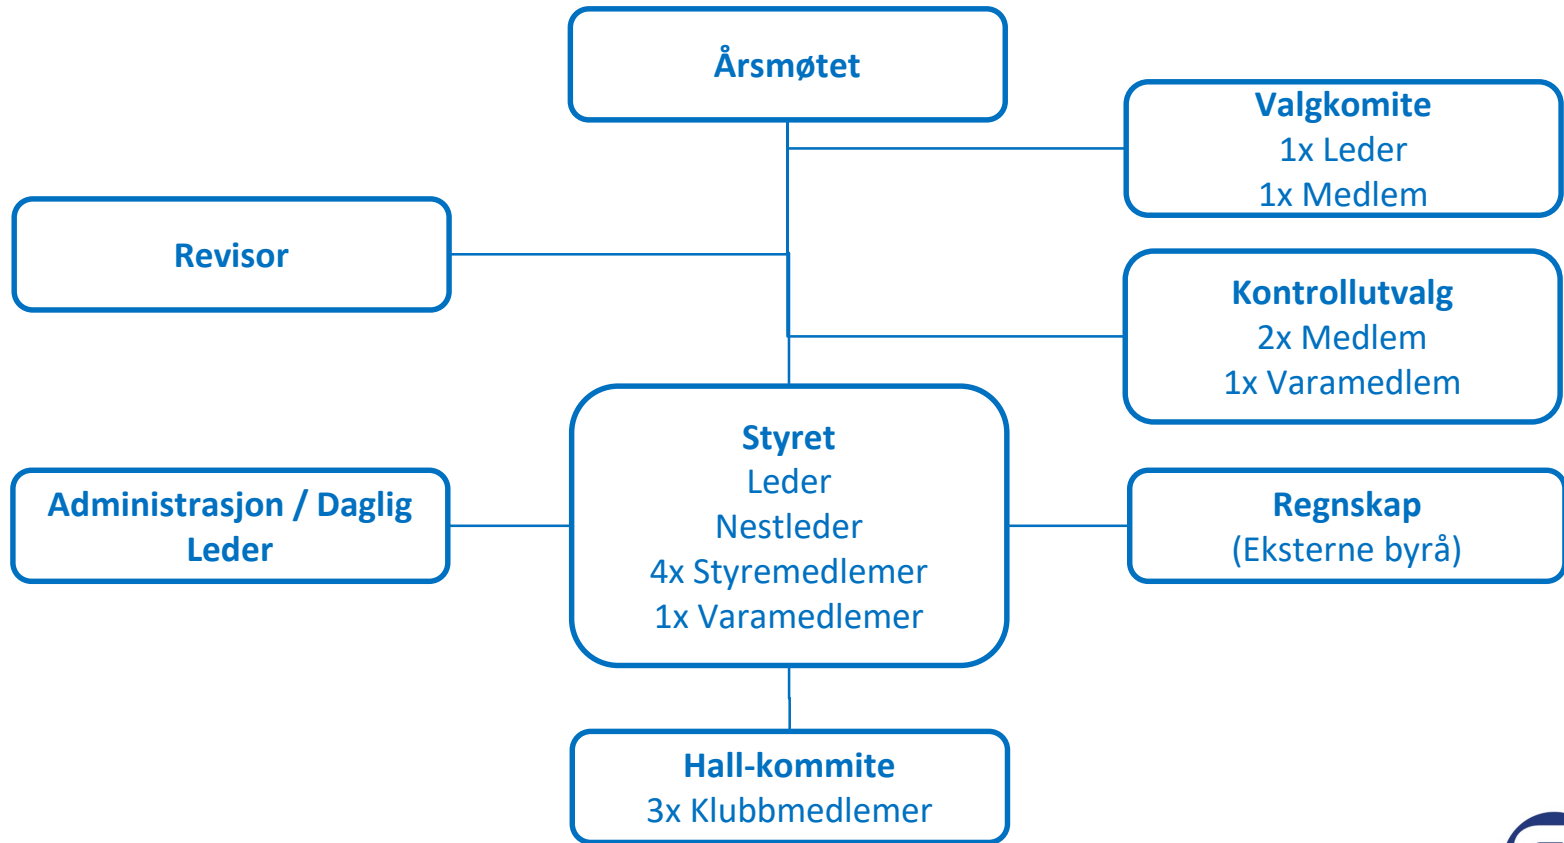 Årsmøtet
Valgkomite
1x Leder
1x Medlem
Revisor
Kontrollutvalg
2x Medlem
1x Varamedlem
Styret
Leder
Nestleder
4x Styremedlemer
1x Varamedlemer
Administrasjon / Daglig
Leder
Regnskap
(Eksterne byrå)
Hall-kommite
3x Klubbmedlemer